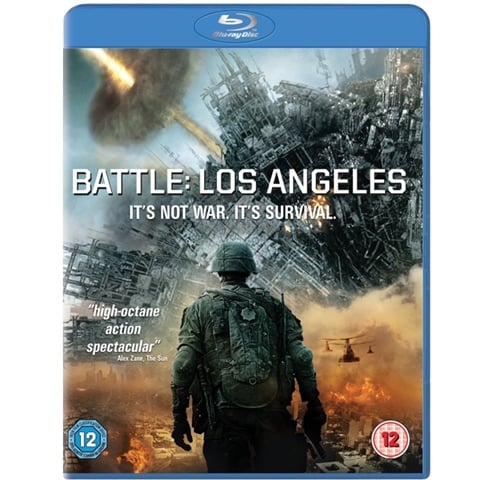 Blu-ray Disc
BATTLE: LOS ANGELES
IT'S NOT WAR. IT'S SURVIVAL.
"high-octane
action
spectacular"
Alex Zane, The Sun
12
12